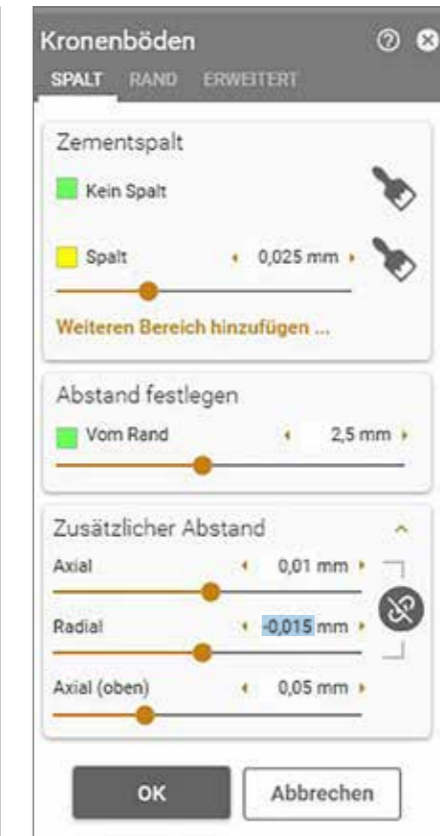 Kronenböden
SPALT RAND ERWEITERT
Zementspalt
Kein Spalt
Spalt 0,025 mm
Weiteren Bereich hinzufügen ...
Abstand festlegen
Vom Rand 2,5 mm
Zusätzlicher Abstand
Axial 0,01 mm
Radial -0,015 mm
Axial (oben) 0,05 mm
OK Abbrechen